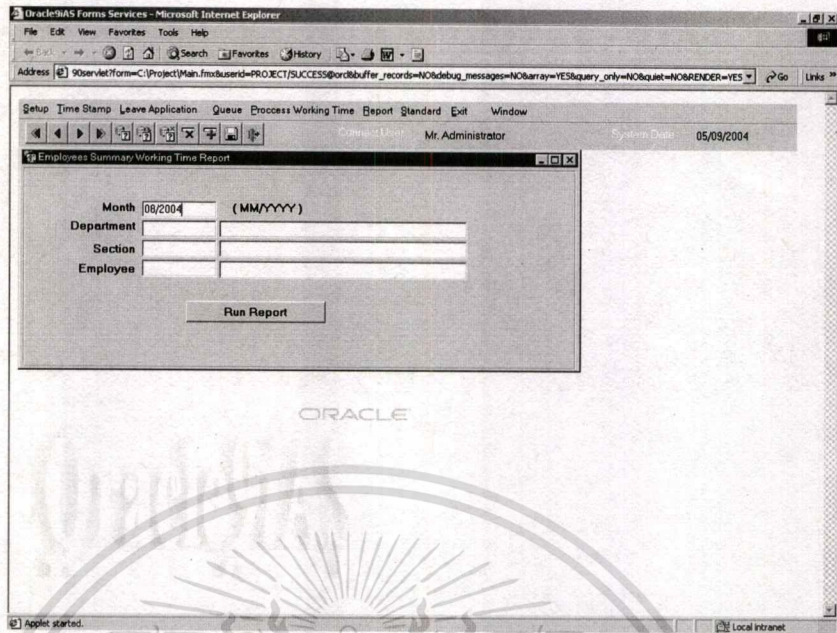 Oracle9iAS Forms Services - Microsoft Internet Explorer
File Edit View Favorites Tools Help
Back Search Favorites History
Address 90servlet?form=C:\Project\Main.fmx&userid=PROJECT/SUCCESS@orcl&buffer_records=NO&debug_messages=NO&array=YES&query_only=NO&quiet=NO&RENDER=YES Go Links »
Setup Time Stamp Leave Application Queue Proccess Working Time Report Standard Exit Window
Connect User Mr. Administrator System Date 05/09/2004
Employees Summary Working Time Report
Month 08/2004 ( MM/YYYY )
Department
Section
Employee
Run Report
ORACLE
Applet started. Local intranet